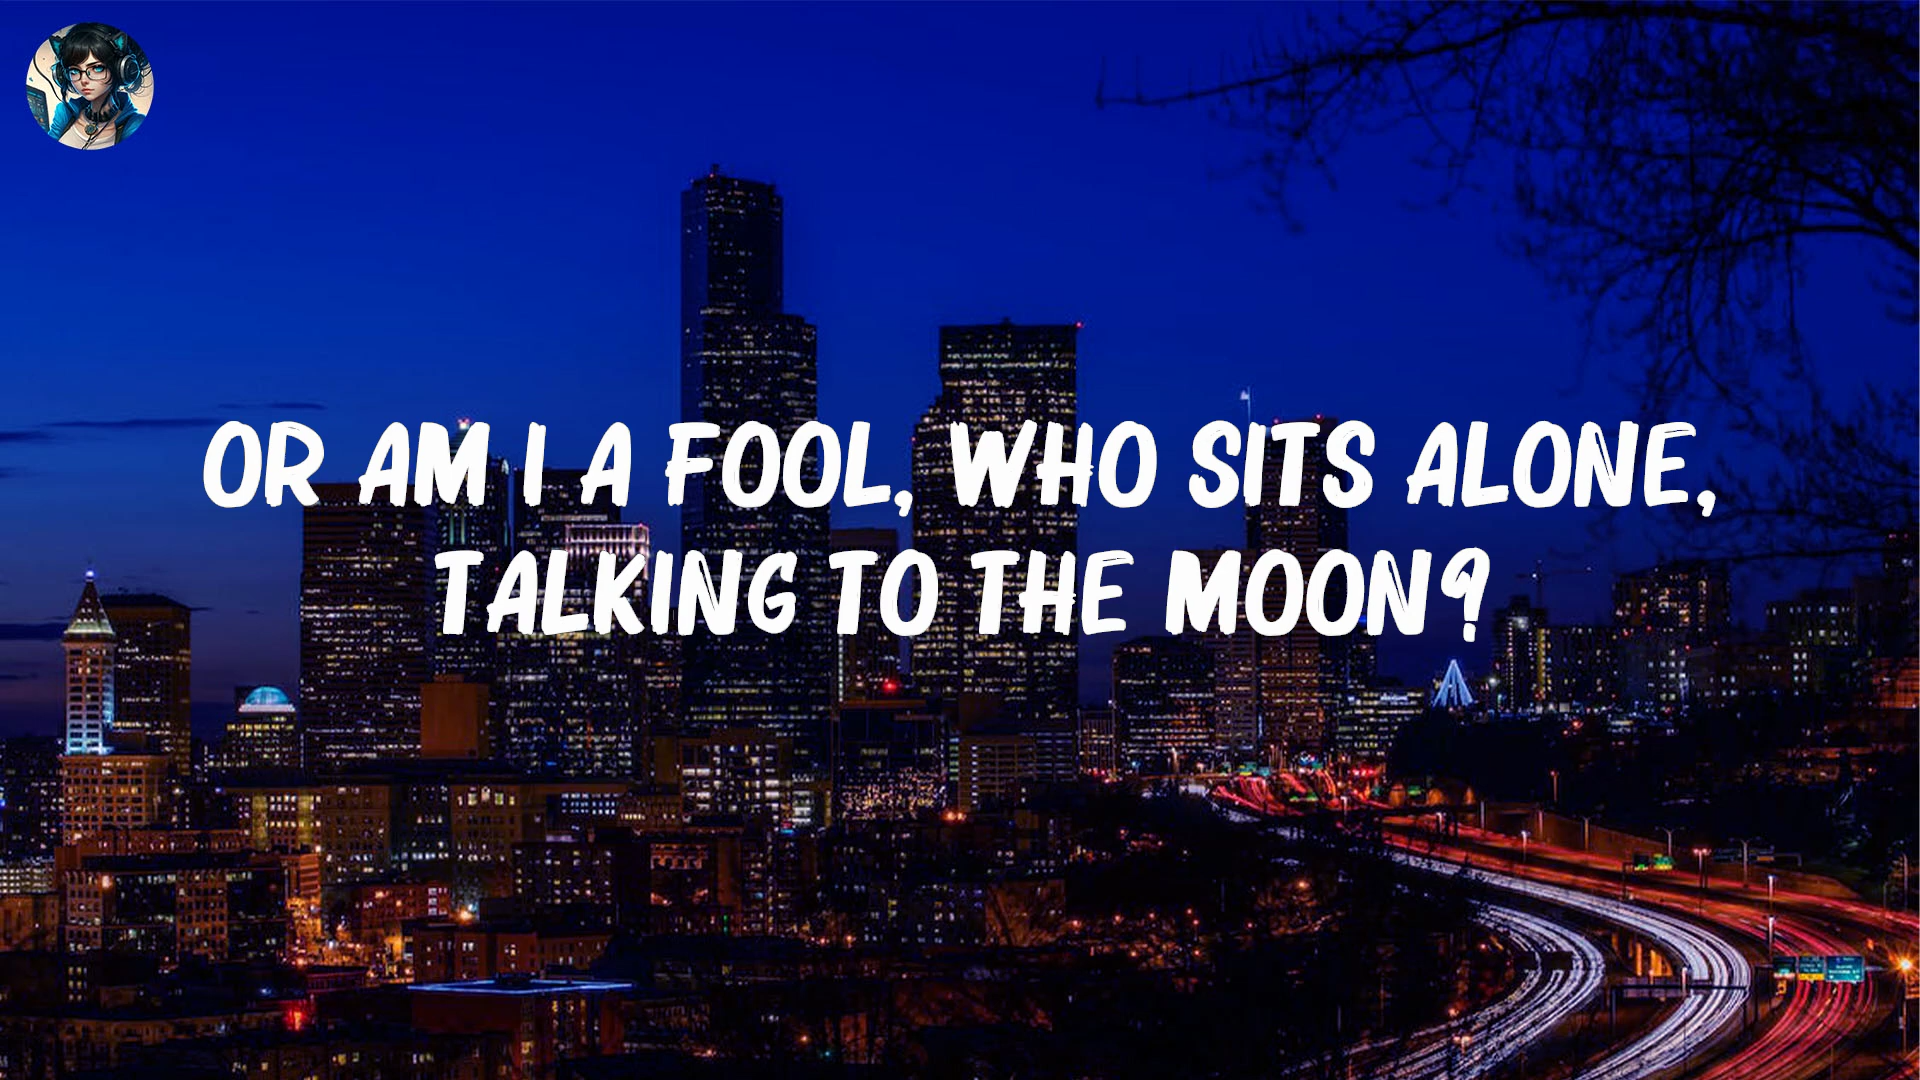 OR AM I A FOOL, WHO SITS ALONE,
TALKING TO THE MOON?